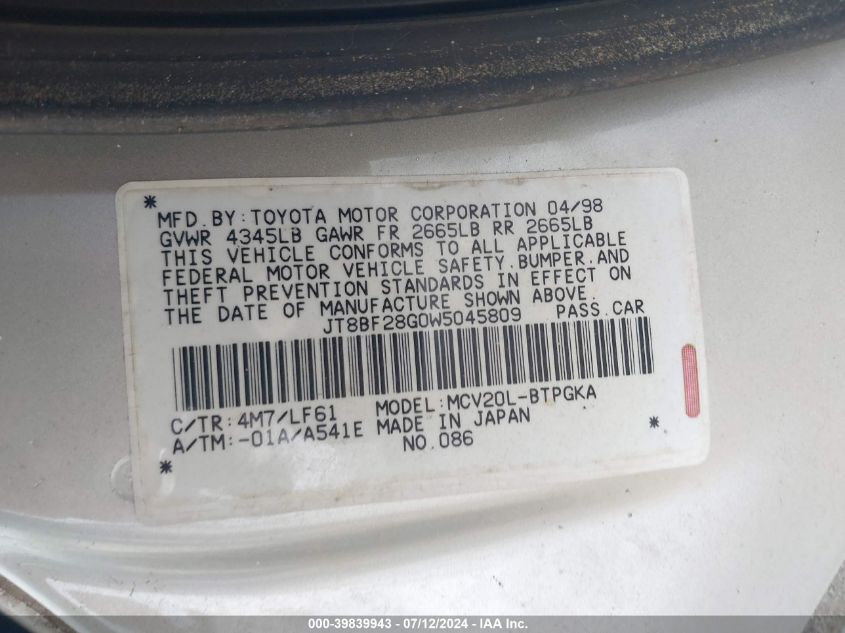 MFD. BY: TOYOTA MOTOR CORPORATION 04/98
GVWR 4345LB GAWR FR 2665LB RR 2665LB
THIS VEHICLE CONFORMS TO ALL APPLICABLE
FEDERAL MOTOR VEHICLE SAFETY, BUMPER, AND
THEFT PREVENTION STANDARDS IN EFFECT ON
THE DATE OF MANUFACTURE SHOWN ABOVE.
JT8BF28G0W5045809 PASS. CAR
C/TR: 4M7/LF61 MODEL: MCV20L-BTPGKA
A/TM: -01A/A541E MADE IN JAPAN
NO. 086
000-39839943 - 07/12/2024 - IAA, Inc.